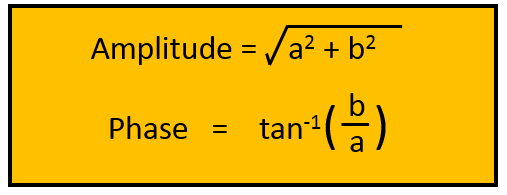 Amplitude = √a² + b²
Phase = tan⁻¹(b/a)